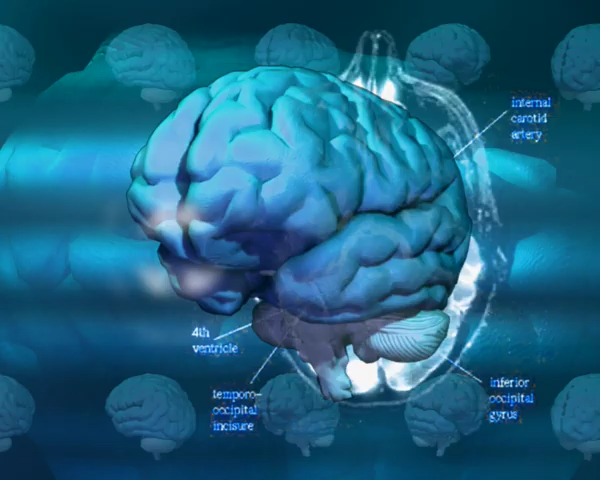 internal
carotid
artery
4th
ventricle
temporo-
occipital
incisure
inferior
occipital
gyrus